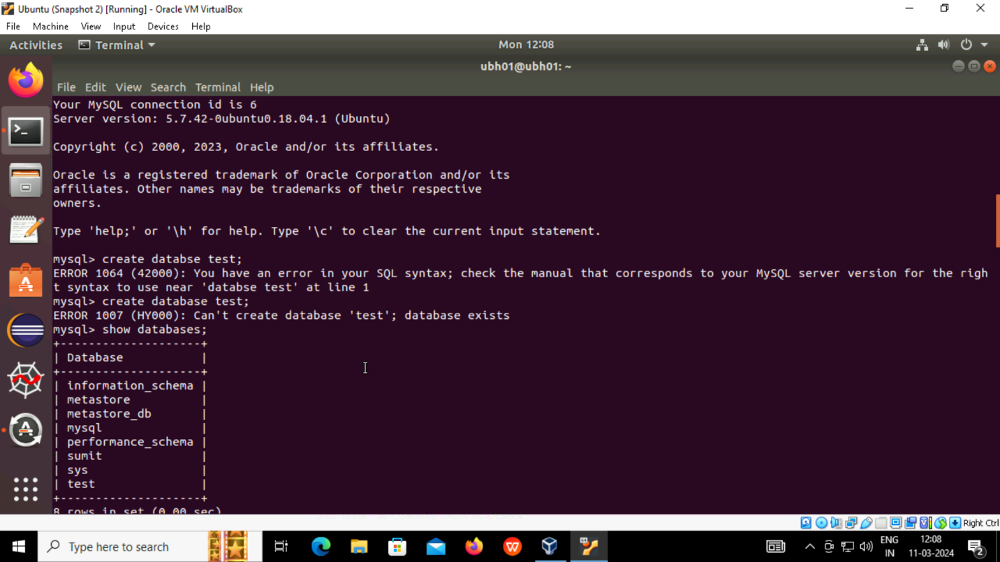 Ubuntu (Snapshot 2) [Running] - Oracle VM VirtualBox
File Machine View Input Devices Help
Activities Terminal Mon 12:08
ubh01@ubh01: ~
File Edit View Search Terminal Help
Your MySQL connection id is 6
Server version: 5.7.42-0ubuntu0.18.04.1 (Ubuntu)
Copyright (c) 2000, 2023, Oracle and/or its affiliates.
Oracle is a registered trademark of Oracle Corporation and/or its
affiliates. Other names may be trademarks of their respective
owners.
Type 'help;' or '\h' for help. Type '\c' to clear the current input statement.
mysql> create databse test;
ERROR 1064 (42000): You have an error in your SQL syntax; check the manual that corresponds to your MySQL server version for the righ
t syntax to use near 'databse test' at line 1
mysql> create database test;
ERROR 1007 (HY000): Can't create database 'test'; database exists
mysql> show databases;
+--------------------+
| Database           |
+--------------------+
| information_schema |
| metastore          |
| metastore_db       |
| mysql              |
| performance_schema |
| sumit              |
| sys                |
| test               |
+--------------------+
8 rows in set (0.00 sec)
Right Ctrl
Type here to search
ENG
IN
12:08
11-03-2024
2